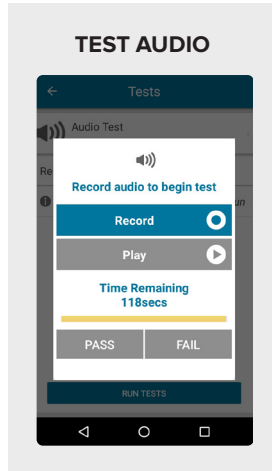 TEST AUDIO
Tests
Audio Test
Record audio to begin test
Record
Play
Time Remaining
118secs
PASS
FAIL
RUN TESTS